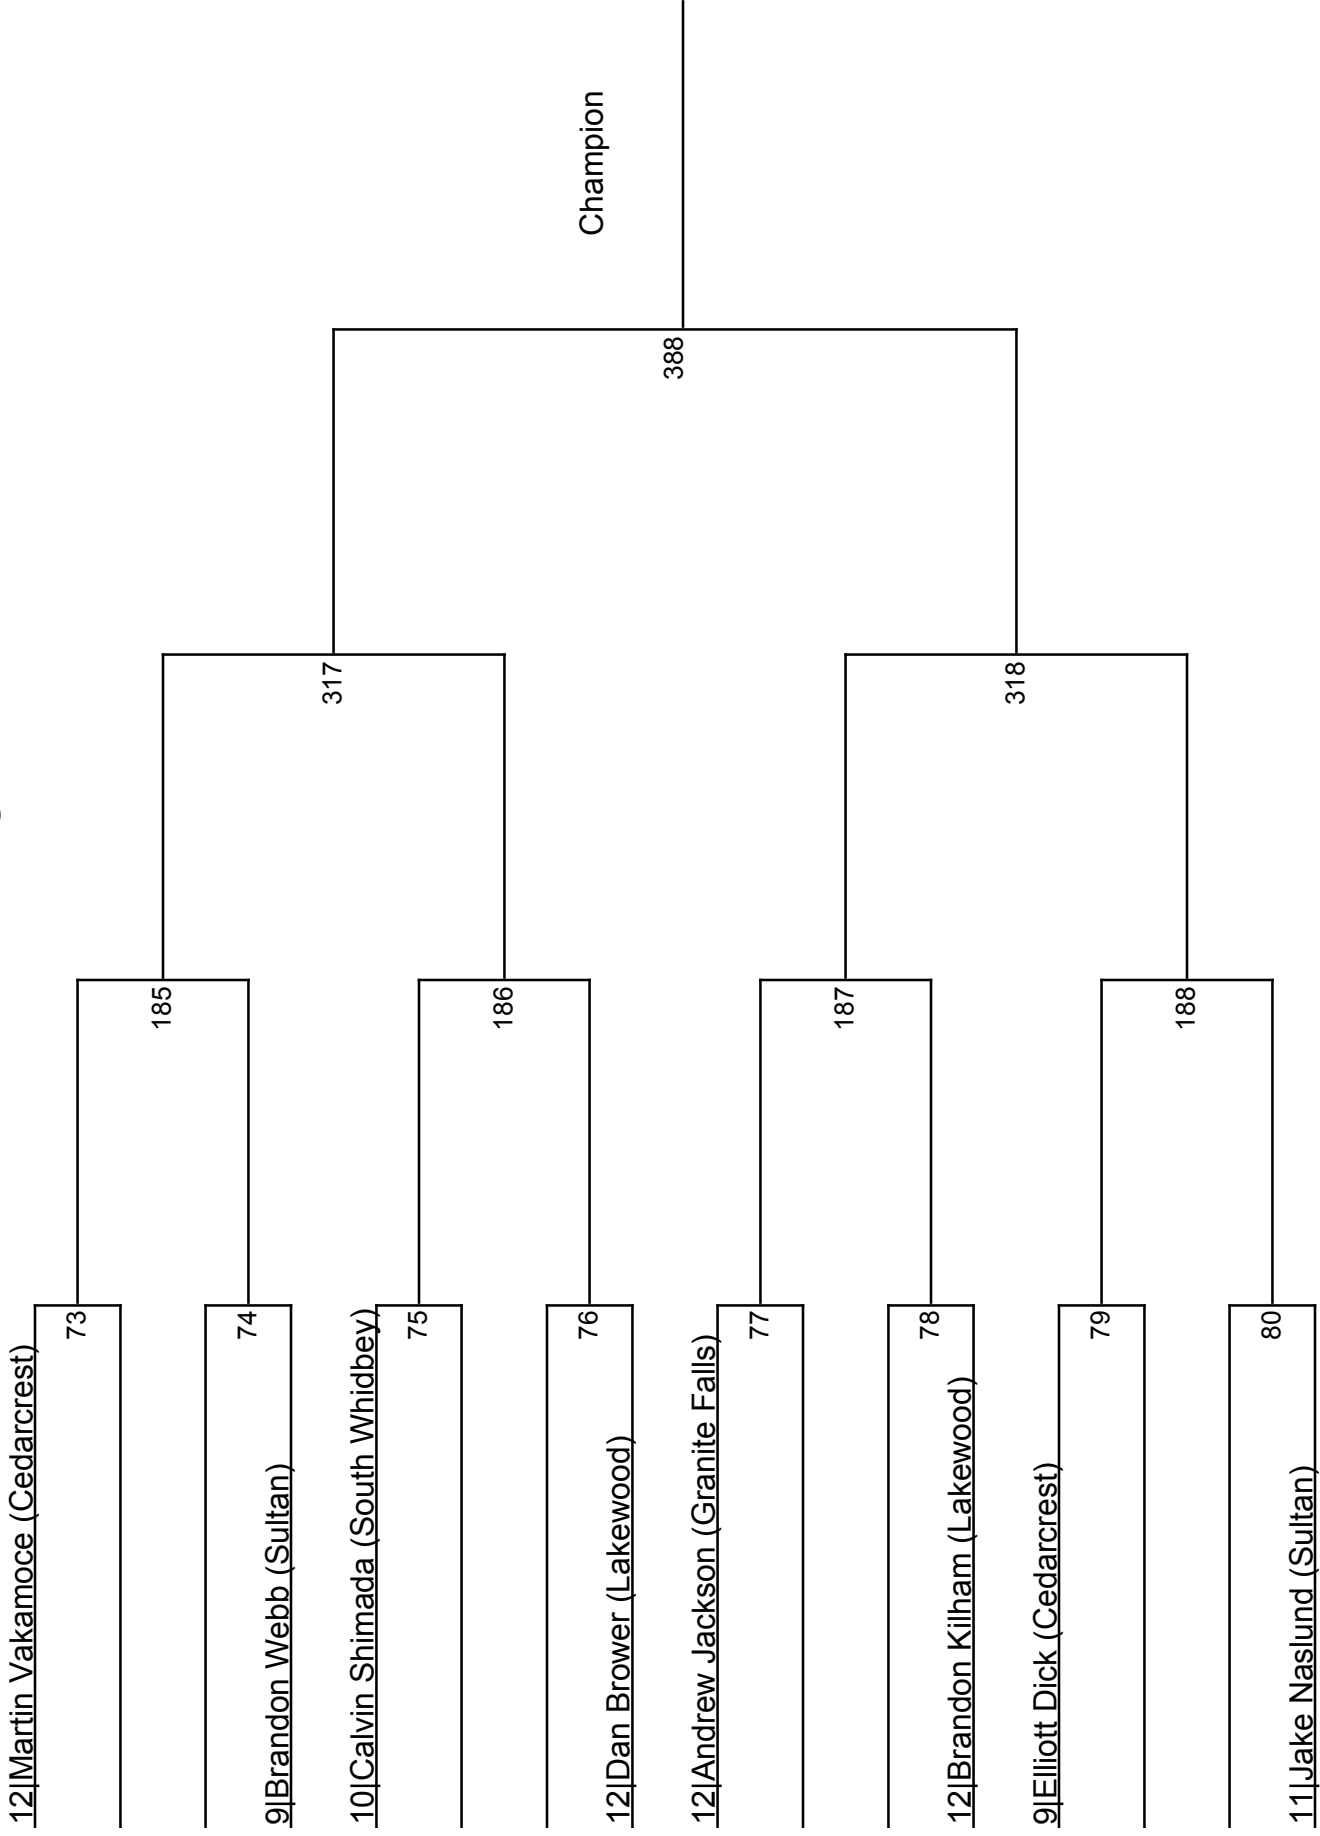 12|Martin Vakamoce (Cedarcrest)
73
9|Brandon Webb (Sultan)
74
10|Calvin Shimada (South Whidbey)
75
12|Dan Brower (Lakewood)
76
12|Andrew Jackson (Granite Falls)
77
12|Brandon Kilham (Lakewood)
78
9|Elliott Dick (Cedarcrest)
79
11|Jake Naslund (Sultan)
80
185
186
187
188
317
318
388
Champion